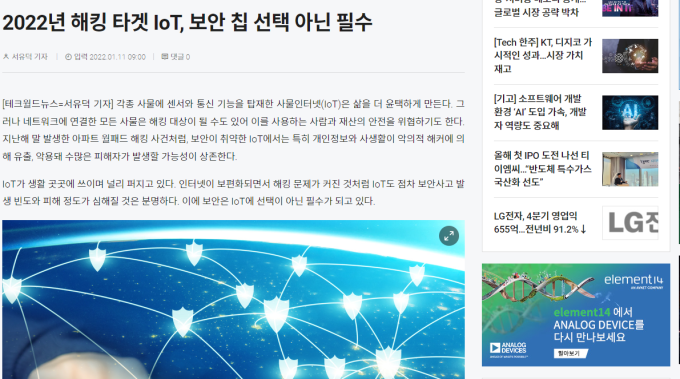 2022년 해킹 타겟 IoT, 보안 칩 선택 아닌 필수
서유덕 기자 입력 2022.01.11 09:00 댓글 0
[테크월드뉴스=서유덕 기자] 각종 사물에 센서와 통신 기능을 탑재한 사물인터넷(IoT)은 삶을 더 윤택하게 만든다. 그
러나 네트워크에 연결한 모든 사물은 해킹 대상이 될 수도 있어 이를 사용하는 사람과 재산의 안전을 위협하기도 한다.
지난해 말 발생한 아파트 월패드 해킹 사건처럼, 보안이 취약한 IoT에서는 특히 개인정보와 사생활이 악의적 해커에 의
해 유출, 악용돼 수많은 피해자가 발생할 가능성이 상존한다.
IoT가 생활 곳곳에 쓰이며 널리 퍼지고 있다. 인터넷이 보편화되면서 해킹 문제가 커진 것처럼 IoT도 점차 보안사고 발
생 빈도와 피해 정도가 심해질 것은 분명하다. 이에 보안은 IoT에 선택이 아닌 필수가 되고 있다.
글로벌 시장 공략 박차
[Tech 한주] KT, 디지코 가
시적인 성과...시장 가치
재고
[기고] 소프트웨어 개발
환경 'AI' 도입 가속, 개발
자 역량도 중요해
올해 첫 IPO 도전 나선 티
이엠씨..."반도체 특수가스
국산화 선도"
LG전자, 4분기 영업익
655억...전년비 91.2%↓
LG전
element14
AN AVNET COMPANY
element14 에서
ANALOG DEVICE를
다시 만나보세요
ANALOG
DEVICES
AHEAD OF WHAT'S POSSIBLE
알아보기